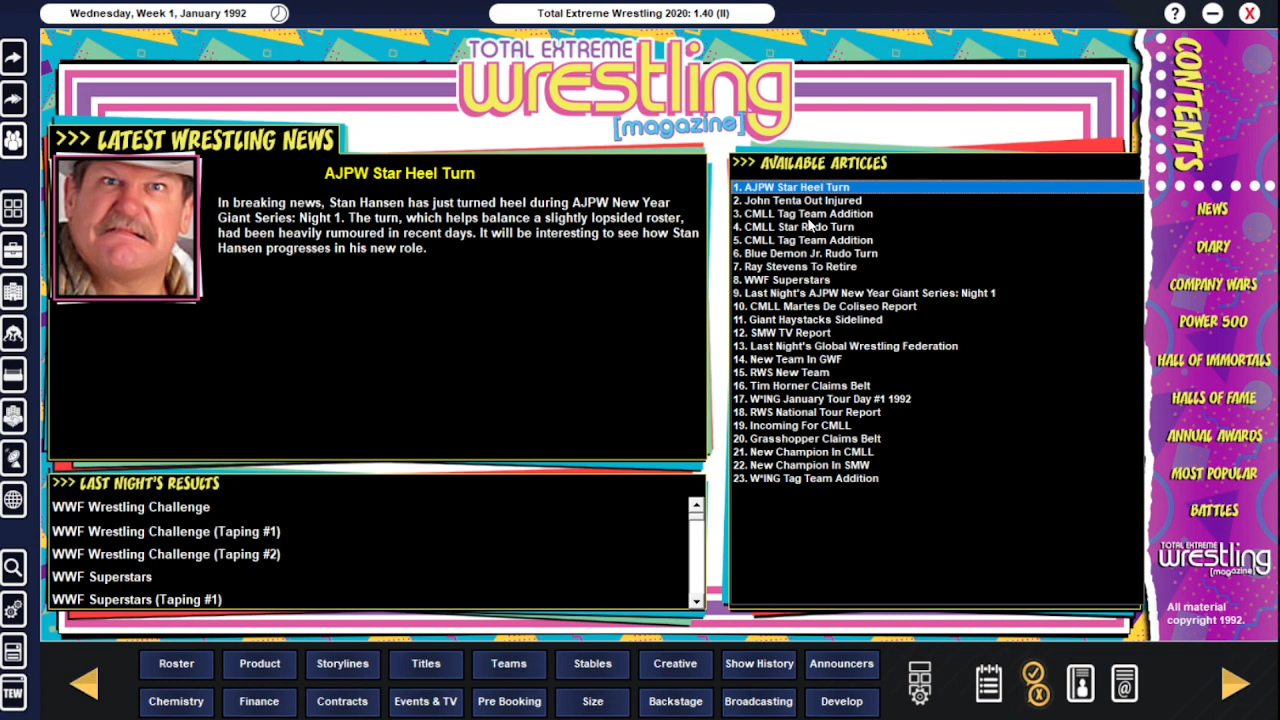 Wednesday, Week 1, January 1992
Total Extreme Wrestling 2020: 1.40 (II)
?
X
TOTAL EXTREME
wrestling
[magazine]
>>> LATEST WRESTLING NEWS
AJPW Star Heel Turn
In breaking news, Stan Hansen has just turned heel during AJPW New Year
Giant Series: Night 1. The turn, which helps balance a slightly lopsided roster,
had been heavily rumoured in recent days. It will be interesting to see how Stan
Hansen progresses in his new role.
>>> LAST NIGHT'S RESULTS
WWF Wrestling Challenge
WWF Wrestling Challenge (Taping #1)
WWF Wrestling Challenge (Taping #2)
WWF Superstars
WWF Superstars (Taping #1)
>>> AVAILABLE ARTICLES
1. AJPW Star Heel Turn
2. John Tenta Out Injured
3. CMLL Tag Team Addition
4. CMLL Star Rudo Turn
5. CMLL Tag Team Addition
6. Blue Demon Jr. Rudo Turn
7. Ray Stevens To Retire
8. WWF Superstars
9. Last Night's AJPW New Year Giant Series: Night 1
10. CMLL Martes De Coliseo Report
11. Giant Haystacks Sidelined
12. SMW TV Report
13. Last Night's Global Wrestling Federation
14. New Team In GWF
15. RWS New Team
16. Tim Horner Claims Belt
17. W*ING January Tour Day #1 1992
18. RWS National Tour Report
19. Incoming For CMLL
20. Grasshopper Claims Belt
21. New Champion In CMLL
22. New Champion In SMW
23. W*ING Tag Team Addition
CONTENTS
NEWS
DIARY
COMPANY WARS
POWER 500
HALL OF IMMORTALS
HALLS OF FAME
ANNUAL AWARDS
MOST POPULAR
BATTLES
TOTAL EXTREME
wrestling
[magazine]
All material
copyright 1992.
TEW
Roster
Product
Storylines
Titles
Teams
Stables
Creative
Show History
Announcers
Chemistry
Finance
Contracts
Events & TV
Pre Booking
Size
Backstage
Broadcasting
Develop
@